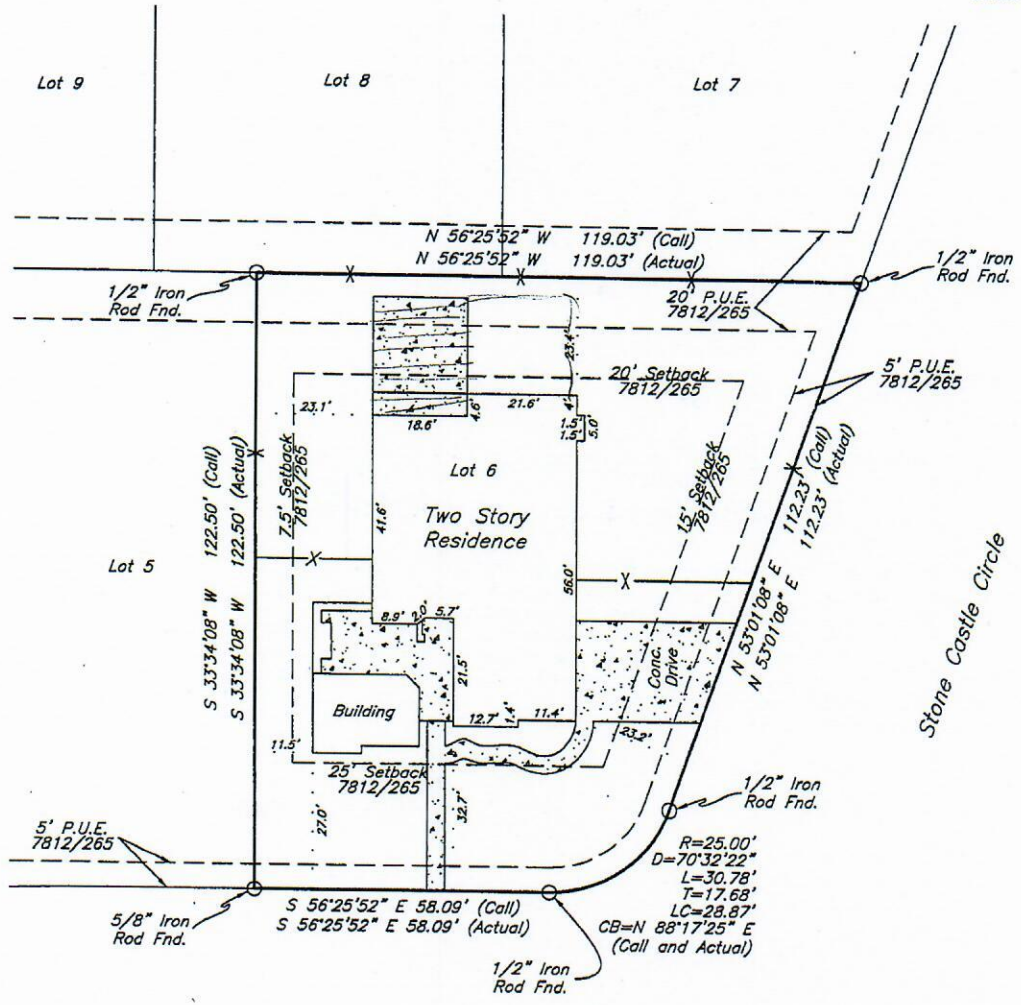 Lot 9
Lot 8
Lot 7
N 56°25'52" W 119.03' (Call)
N 56°25'52" W 119.03' (Actual)
1/2" Iron
Rod Fnd.
1/2" Iron
Rod Fnd.
20' P.U.E.
7812/265
5' P.U.E.
7812/265
23.4'
20' Setback
7812/265
23.1'
18.6'
4.6'
21.6'
4'
1.5'
1.5'
5.0'
S 33°34'08" W 122.50' (Call)
S 33°34'08" W 122.50' (Actual)
7.5' Setback
7812/265
Lot 6
Two Story
Residence
41.6'
56.0'
15' Setback
7812/265
112.23' (Call)
112.23' (Actual)
N 53°01'08" E
N 53°01'08" E
Lot 5
8.9'
2.0'
5.7'
21.5'
Conc.
Drive
Stone Castle Circle
Building
12.7'
1.4'
11.4'
23.2'
11.5'
25' Setback
7812/265
27.0'
32.7'
1/2" Iron
Rod Fnd.
5' P.U.E.
7812/265
R=25.00'
D=70°32'22"
L=30.78'
T=17.68'
LC=28.87'
CB=N 88°17'25" E
(Call and Actual)
S 56°25'52" E 58.09' (Call)
S 56°25'52" E 58.09' (Actual)
5/8" Iron
Rod Fnd.
1/2" Iron
Rod Fnd.